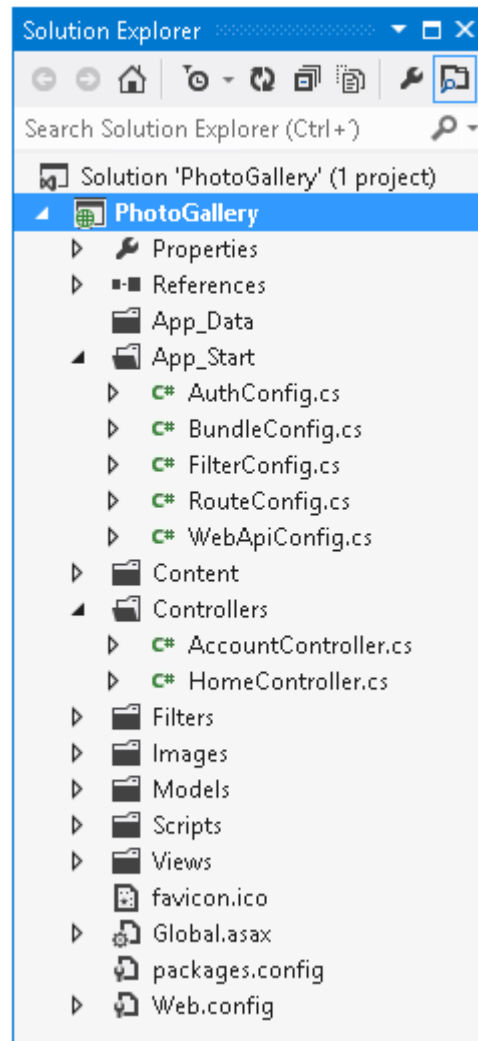 Solution Explorer
Search Solution Explorer (Ctrl+')
Solution 'PhotoGallery' (1 project)
PhotoGallery
Properties
References
App_Data
App_Start
C# AuthConfig.cs
C# BundleConfig.cs
C# FilterConfig.cs
C# RouteConfig.cs
C# WebApiConfig.cs
Content
Controllers
C# AccountController.cs
C# HomeController.cs
Filters
Images
Models
Scripts
Views
favicon.ico
Global.asax
packages.config
Web.config